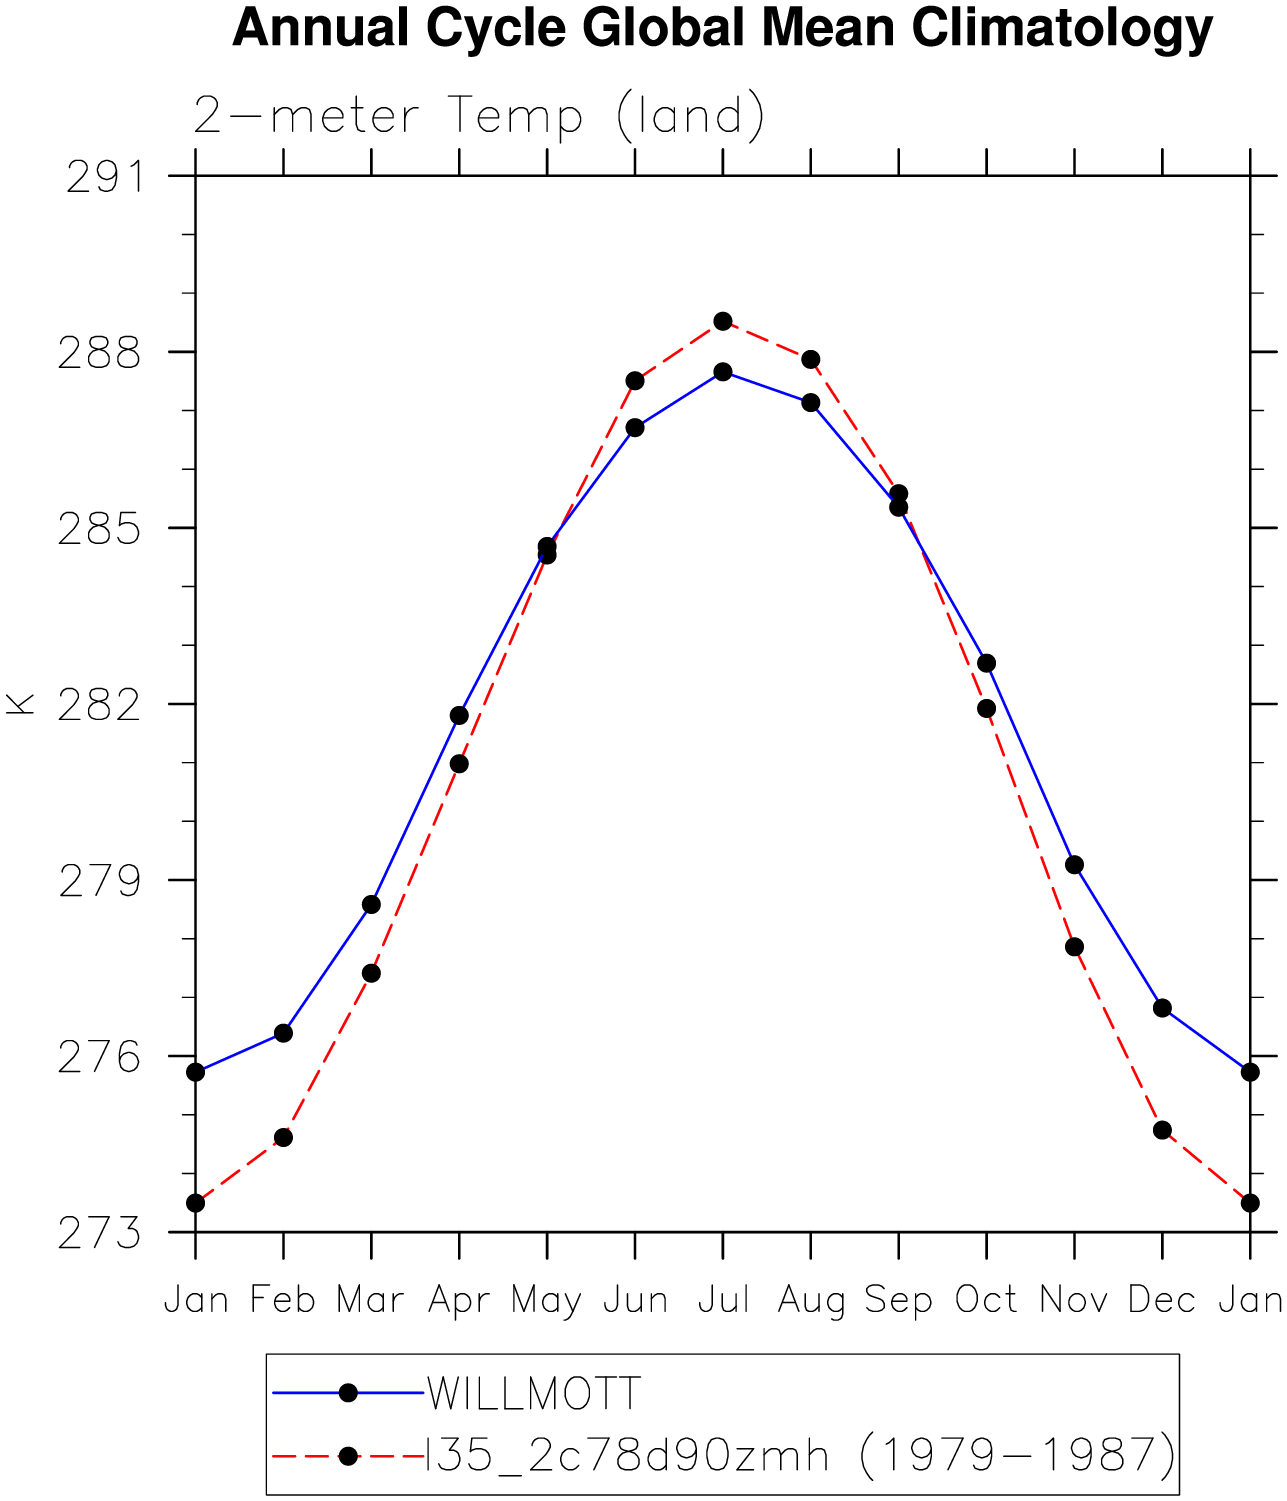 Annual Cycle Global Mean Climatology
2-meter Temp (land)
291
288
285
282
279
276
273
K
Jan Feb Mar Apr May Jun Jul Aug Sep Oct Nov Dec Jan
WILLMOTT
l35_2c78d90zmh (1979-1987)